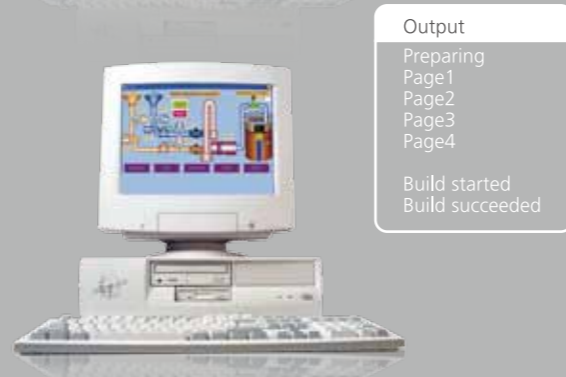 Output
Preparing
Page1
Page2
Page3
Page4
Build started
Build succeeded